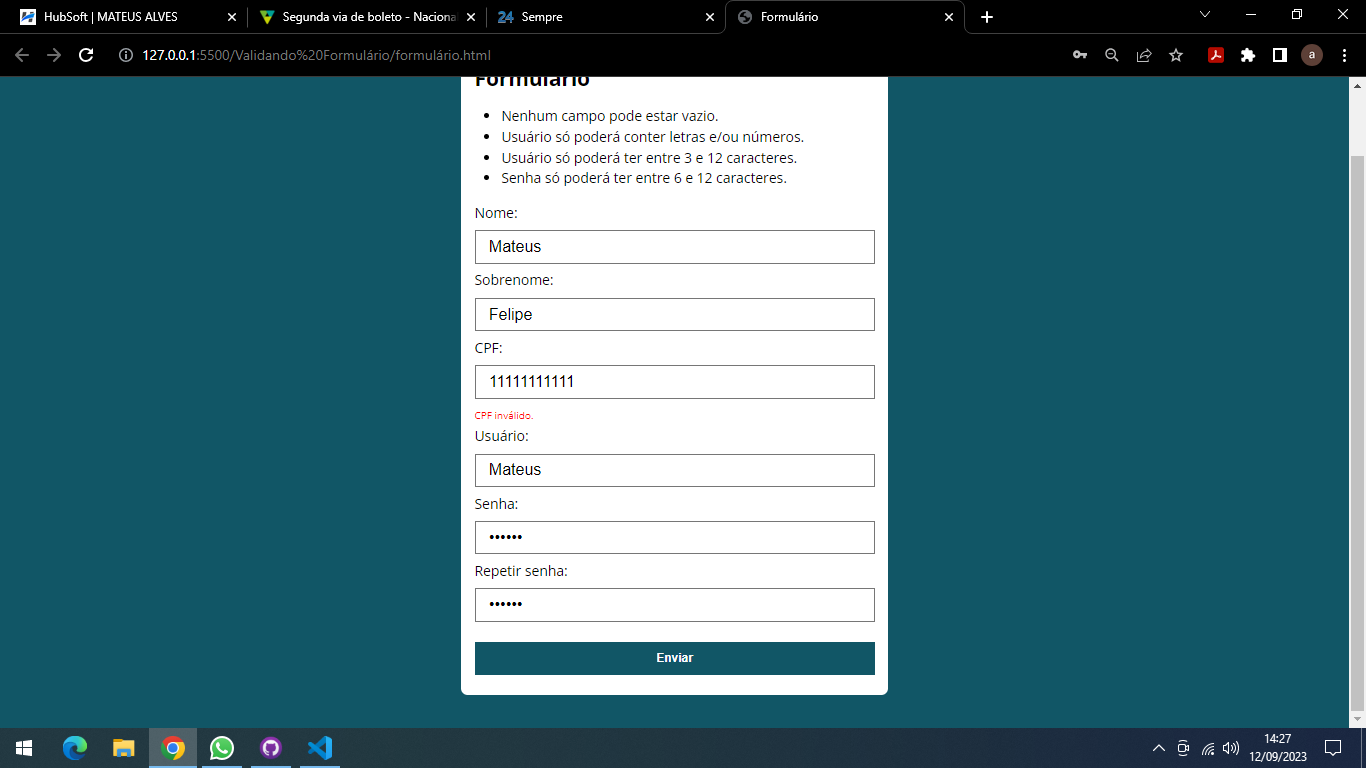 HubSoft | MATEUS ALVES
Segunda via de boleto - Naciona
24 Sempre
Formulário
127.0.0.1:5500/Validando%20Formulário/formulário.html
a
Formulário
Nenhum campo pode estar vazio.
Usuário só poderá conter letras e/ou números.
Usuário só poderá ter entre 3 e 12 caracteres.
Senha só poderá ter entre 6 e 12 caracteres.
Nome:
Mateus
Sobrenome:
Felipe
CPF:
11111111111
CPF inválido.
Usuário:
Mateus
Senha:
••••••
Repetir senha:
••••••
Enviar
14:27
12/09/2023